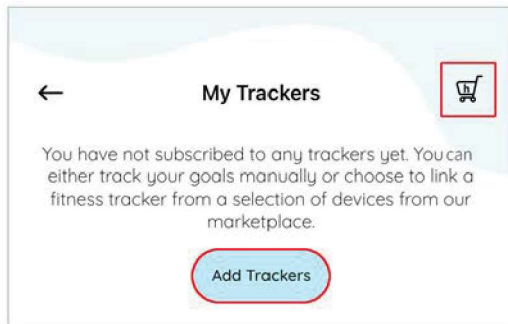 My Trackers
You have not subscribed to any trackers yet. You can
either track your goals manually or choose to link a
fitness tracker from a selection of devices from our
marketplace.
Add Trackers